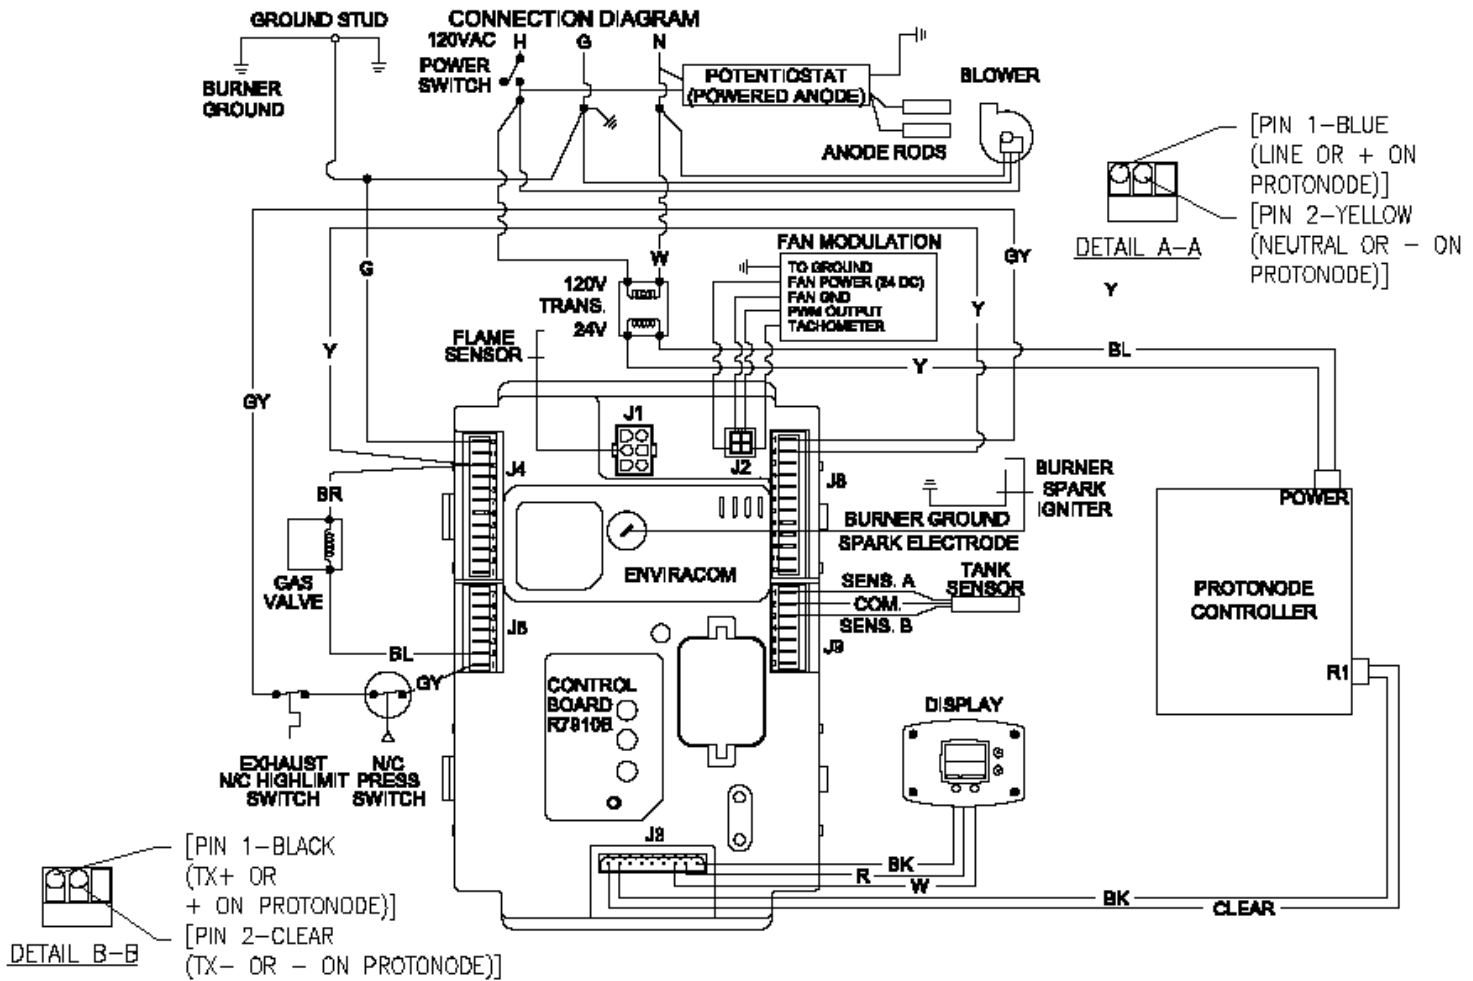 GROUND STUD
CONNECTION DIAGRAM
120VAC H G N
POWER
SWITCH
BURNER
GROUND
POTENTIOSTAT
(POWERED ANODE)
BLOWER
ANODE RODS
[PIN 1-BLUE
(LINE OR + ON
PROTONODE)]
[PIN 2-YELLOW
(NEUTRAL OR - ON
PROTONODE)]
DETAIL A-A
Y
FAN MODULATION
TO GROUND
FAN POWER (24 DC)
FAN GND
PWM OUTPUT
TACHOMETER
GY
G
W
120V
TRANS.
24V
Y
FLAME
SENSOR
Y
BL
Y
GY
J1
J2
J4
J8
BR
GAS
VALVE
BURNER
SPARK
IGNITER
BURNER GROUND
SPARK ELECTRODE
POWER
ENVIRACOM
SENS. A
COM.
SENS. B
TANK
SENSOR
PROTONODE
CONTROLLER
J5
J9
BL
GY
R1
CONTROL
BOARD
R7910B
DISPLAY
EXHAUST
N/C HIGHLIMIT
SWITCH
N/C
PRESS
SWITCH
J3
BK
R
W
BK
CLEAR
[PIN 1-BLACK
(TX+ OR
+ ON PROTONODE)]
[PIN 2-CLEAR
(TX- OR - ON PROTONODE)]
DETAIL B-B